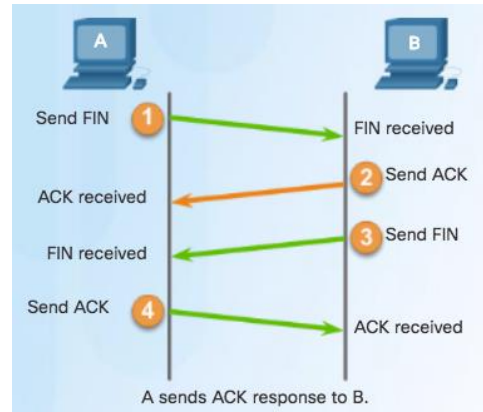 A
B
Send FIN
1
FIN received
2
Send ACK
ACK received
3
Send FIN
FIN received
Send ACK
4
ACK received
A sends ACK response to B.